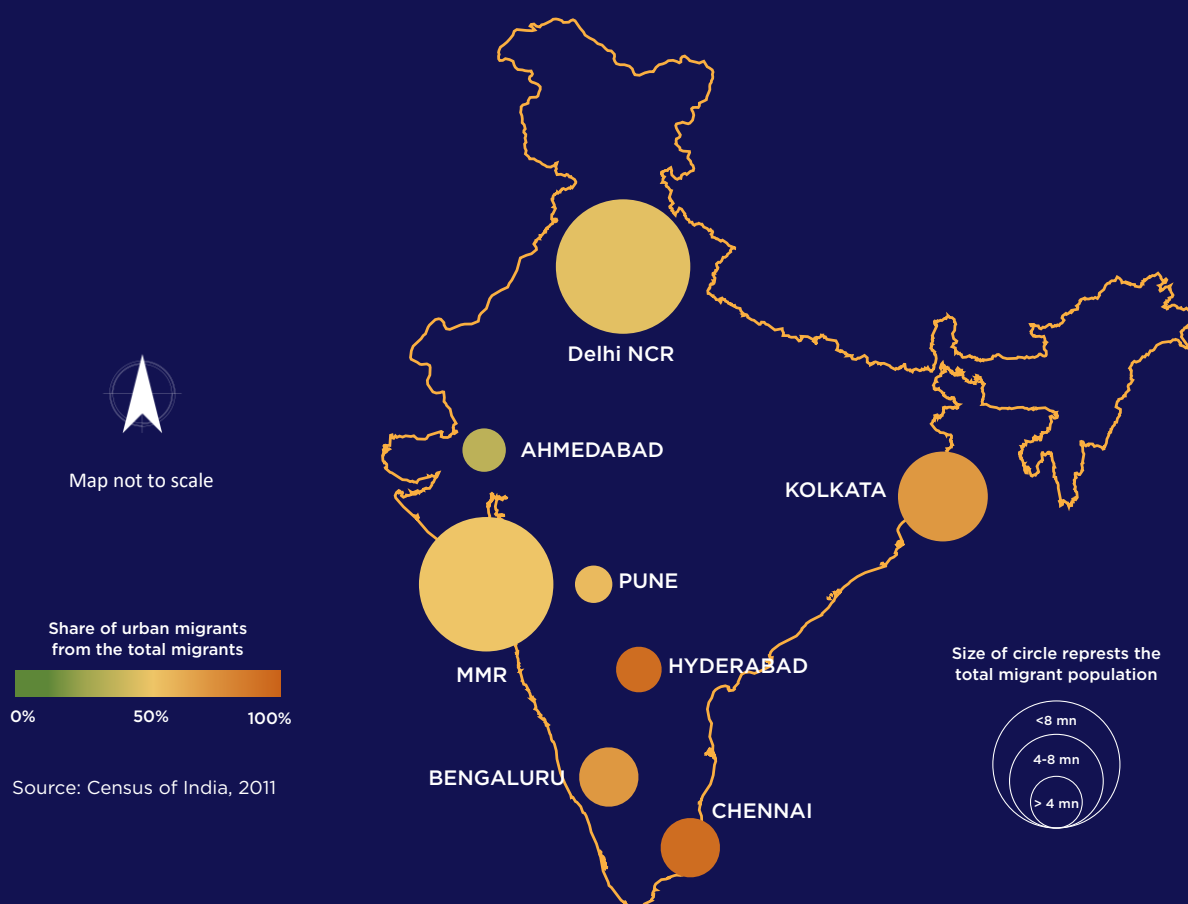 Delhi NCR
AHMEDABAD
Map not to scale
KOLKATA
PUNE
Share of urban migrants
from the total migrants
MMR
HYDERABAD
Size of circle represts the
total migrant population
0%
50%
100%
<8 mn
4-8 mn
> 4 mn
BENGALURU
Source: Census of India, 2011
CHENNAI